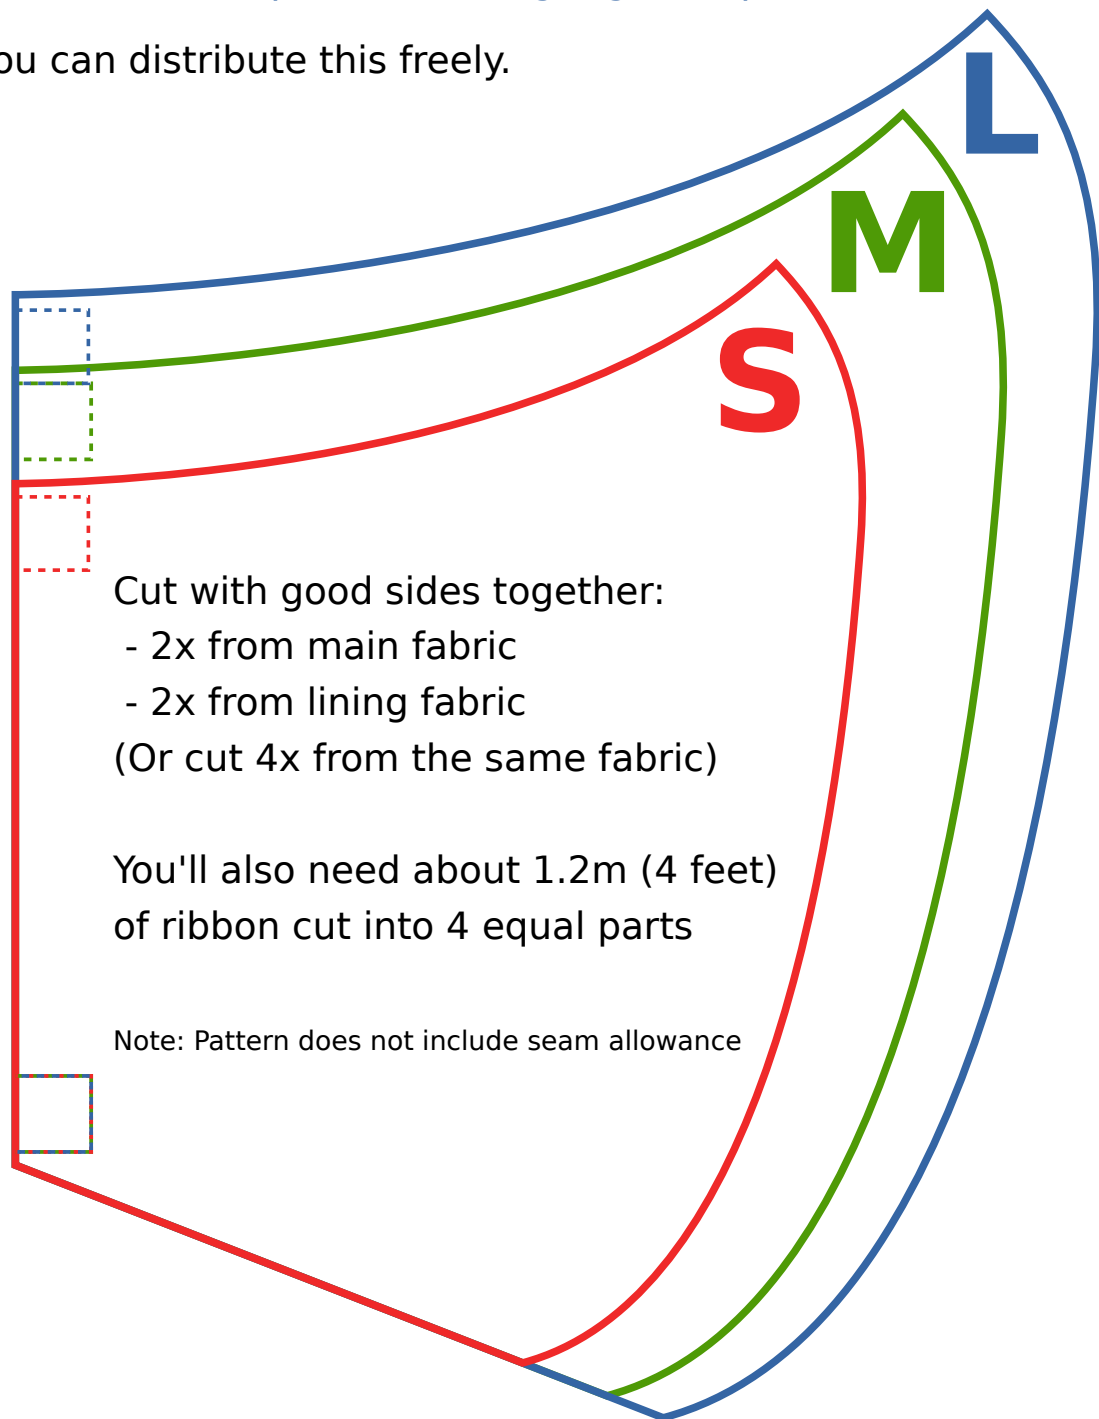 ou can distribute this freely.
L
M
S
Cut with good sides together:
- 2x from main fabric
- 2x from lining fabric
(Or cut 4x from the same fabric)
You'll also need about 1.2m (4 feet)
of ribbon cut into 4 equal parts
Note: Pattern does not include seam allowance